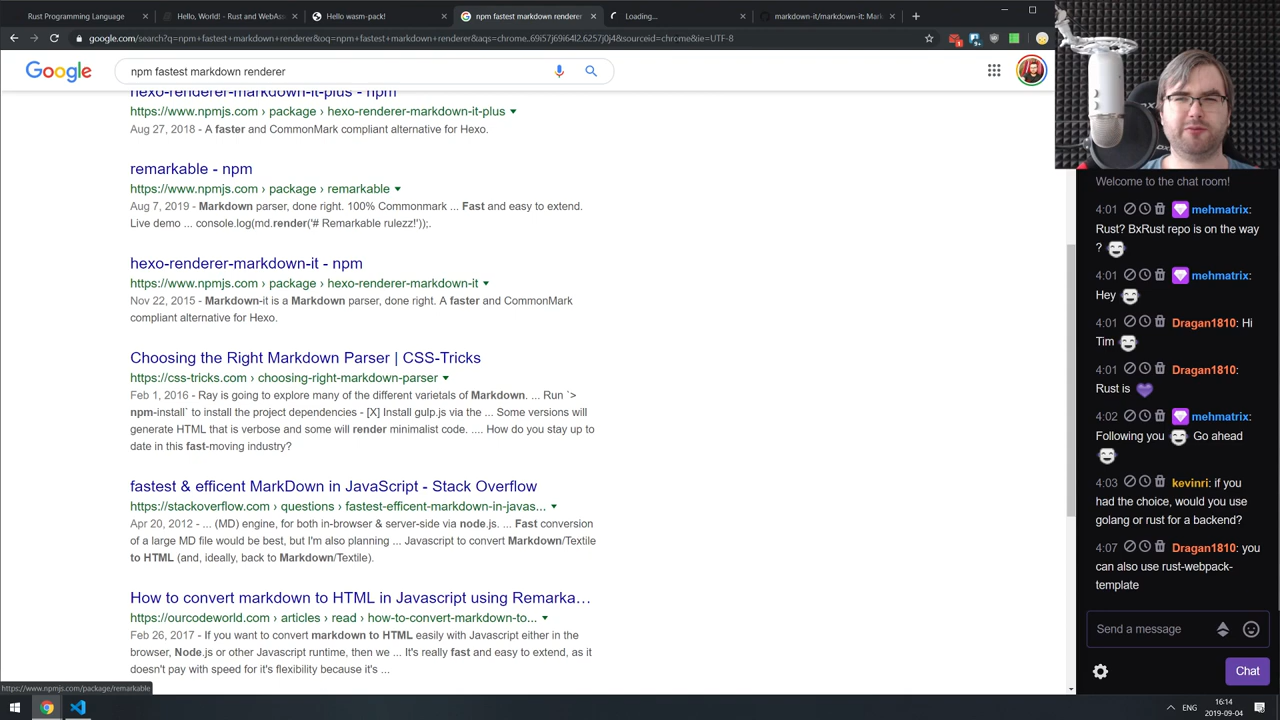 Rust Programming Language
Hello, World! - Rust and WebAs
Hello wasm-pack!
npm fastest markdown renderer
Loading...
markdown-it/markdown-it: Mark
google.com/search?q=npm+fastest+markdown+renderer&oq=npm+fastest+markdown+renderer&aqs=chrome..69i57j69i64l2.6257j0j4&sourceid=chrome&ie=UTF-8
Google
npm fastest markdown renderer
hexo-renderer-markdown-it-plus - npm
https://www.npmjs.com › package › hexo-renderer-markdown-it-plus
Aug 27, 2018 - A faster and CommonMark compliant alternative for Hexo.
remarkable - npm
https://www.npmjs.com › package › remarkable
Aug 7, 2019 - Markdown parser, done right. 100% Commonmark ... Fast and easy to extend.
Live demo ... console.log(md.render('# Remarkable rulezz!'));.
hexo-renderer-markdown-it - npm
https://www.npmjs.com › package › hexo-renderer-markdown-it
Nov 22, 2015 - Markdown-it is a Markdown parser, done right. A faster and CommonMark
compliant alternative for Hexo.
Choosing the Right Markdown Parser | CSS-Tricks
https://css-tricks.com › choosing-right-markdown-parser
Feb 1, 2016 - Ray is going to explore many of the different varietals of Markdown. ... Run `>
npm-install` to install the project dependencies - [X] Install gulp.js via the ... Some versions will
generate HTML that is verbose and some will render minimalist code. .... How do you stay up to
date in this fast-moving industry?
fastest & efficent MarkDown in JavaScript - Stack Overflow
https://stackoverflow.com › questions › fastest-efficent-markdown-in-javas...
Apr 20, 2012 - ... (MD) engine, for both in-browser & server-side via node.js. ... Fast conversion
of a large MD file would be best, but I'm also planning ... Javascript to convert Markdown/Textile
to HTML (and, ideally, back to Markdown/Textile).
How to convert markdown to HTML in Javascript using Remarka...
https://ourcodeworld.com › articles › read › how-to-convert-markdown-to...
Feb 26, 2017 - If you want to convert markdown to HTML easily with Javascript either in the
browser, Node.js or other Javascript runtime, then we ... It's really fast and easy to extend, as it
doesn't pay with speed for it's flexibility because it's ...
https://www.npmjs.com/package/remarkable
Welcome to the chat room!
4:01 mehmatrix:
Rust? BxRust repo is on the way
?
4:01 mehmatrix:
Hey
4:01 Dragan1810: Hi
Tim
4:01 Dragan1810:
Rust is
4:02 mehmatrix:
Following you Go ahead
4:03 kevinri: if you
had the choice, would you use
golang or rust for a backend?
4:07 Dragan1810: you
can also use rust-webpack-
template
Send a message
Chat
ENG
16:14
2019-09-04